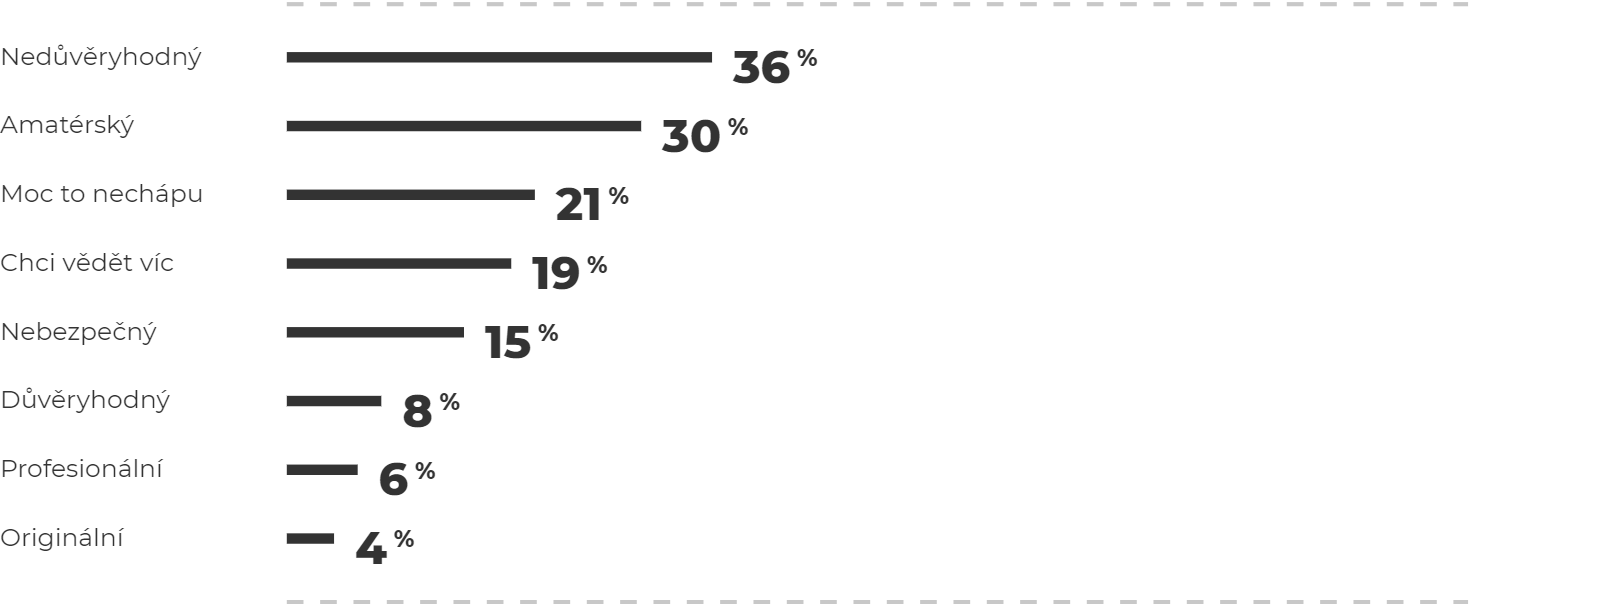 Nedůvěryhodný 36 %
Amatérský 30 %
Moc to nechápu 21 %
Chci vědět víc 19 %
Nebezpečný 15 %
Důvěryhodný 8 %
Profesionální 6 %
Originální 4 %